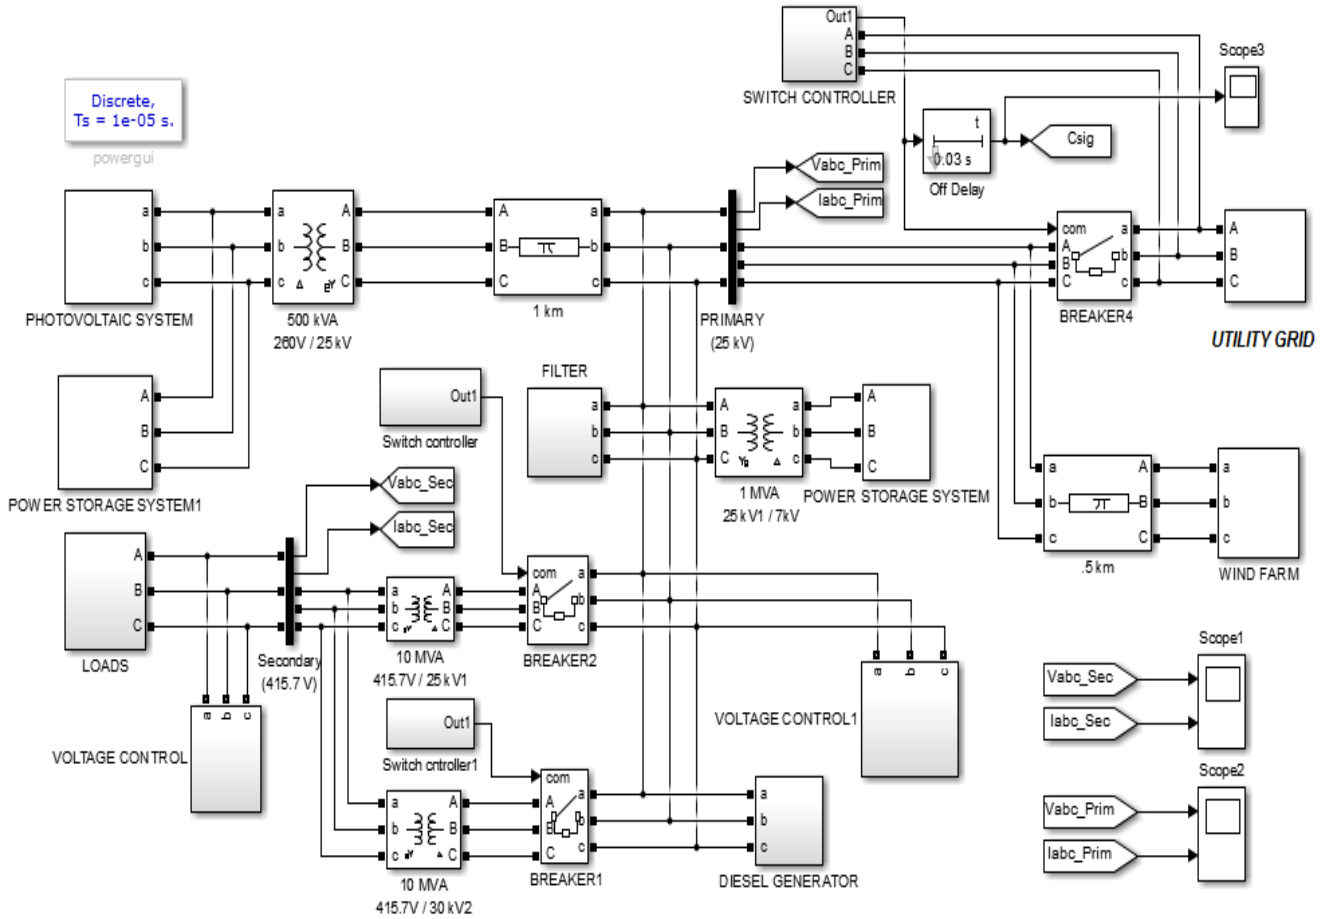 Out1
A
B
C
SWITCH CONTROLLER
Scope3
Discrete,
Ts = 1e-05 s.
powergui
t
0.03 s
Off Delay
Csig
Vabc_Prim
Iabc_Prim
a
b
c
PHOTOVOLTAIC SYSTEM
a
b
c
A
B
C
Δ
500 kVA
260V / 25 kV
A
B
C
a
b
c
1 km
PRIMARY
(25 kV)
com
A
B
C
a
b
c
BREAKER4
A
B
C
UTILITY GRID
A
B
C
POWER STORAGE SYSTEM1
Out1
Switch controller
FILTER
a
b
c
A
B
C
a
b
c
Yg
Δ
1 MVA
25 kV1 / 7kV
A
B
C
POWER STORAGE SYSTEM
a
b
c
A
B
C
.5 km
a
b
c
WIND FARM
Vabc_Sec
Iabc_Sec
A
B
C
LOADS
Secondary
(415.7 V)
a
b
c
A
B
C
Δ
10 MVA
415.7V / 25 kV1
com
A
B
C
a
b
c
BREAKER2
a
b
c
VOLTAGE CONTROL
Out1
Switch cntroller1
a
b
c
VOLTAGE CONTROL1
a
b
c
A
B
C
Δ
10 MVA
415.7V / 30 kV2
com
A
B
C
a
b
c
BREAKER1
a
b
c
DIESEL GENERATOR
Scope1
Vabc_Sec
Iabc_Sec
Scope2
Vabc_Prim
Iabc_Prim